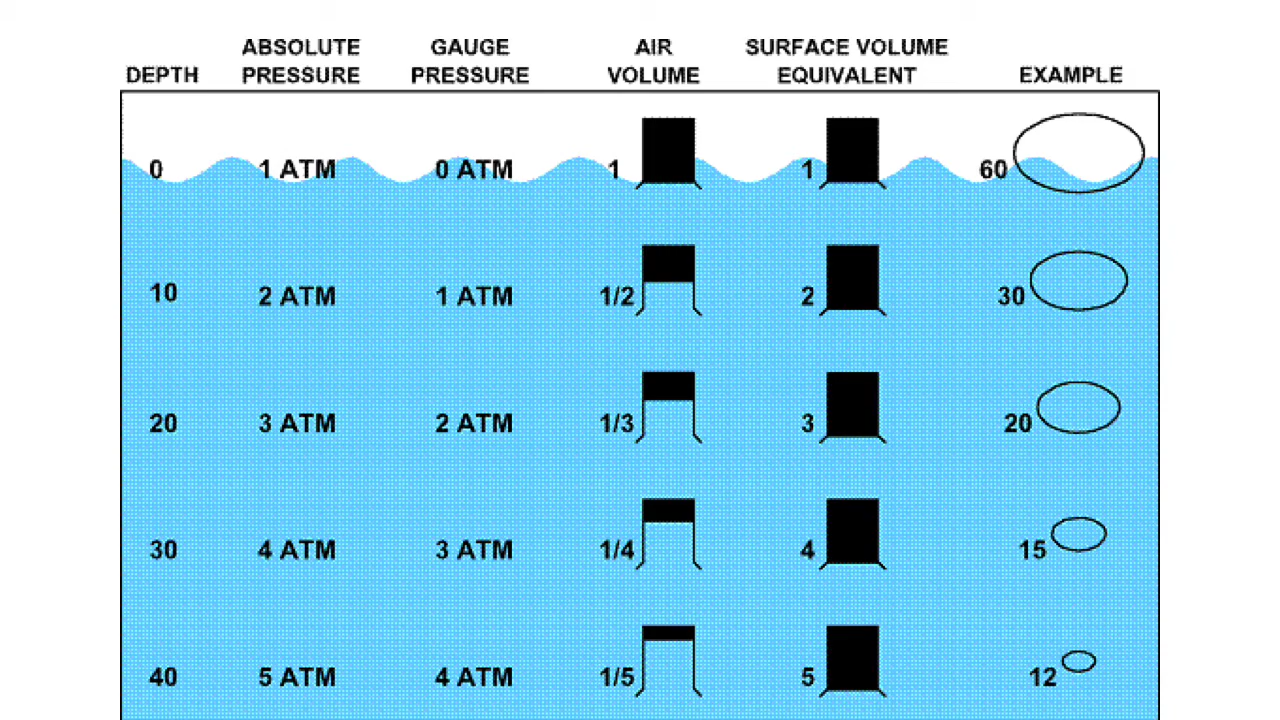 DEPTH ABSOLUTE PRESSURE GAUGE PRESSURE AIR VOLUME SURFACE VOLUME EQUIVALENT EXAMPLE
0 1 ATM 0 ATM 1 1 60
10 2 ATM 1 ATM 1/2 2 30
20 3 ATM 2 ATM 1/3 3 20
30 4 ATM 3 ATM 1/4 4 15
40 5 ATM 4 ATM 1/5 5 12